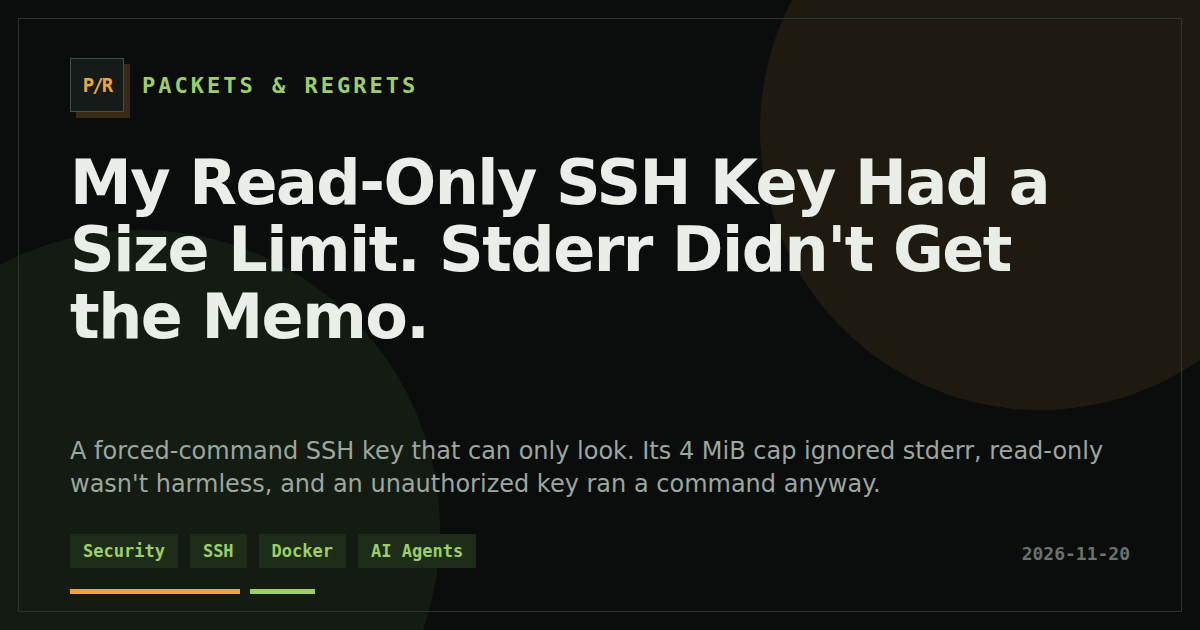 P/R
PACKETS & REGRETS
My Read-Only SSH Key Had a
Size Limit. Stderr Didn't Get
the Memo.
A forced-command SSH key that can only look. Its 4 MiB cap ignored stderr, read-only
wasn't harmless, and an unauthorized key ran a command anyway.
Security
SSH
Docker
AI Agents
2026-11-20